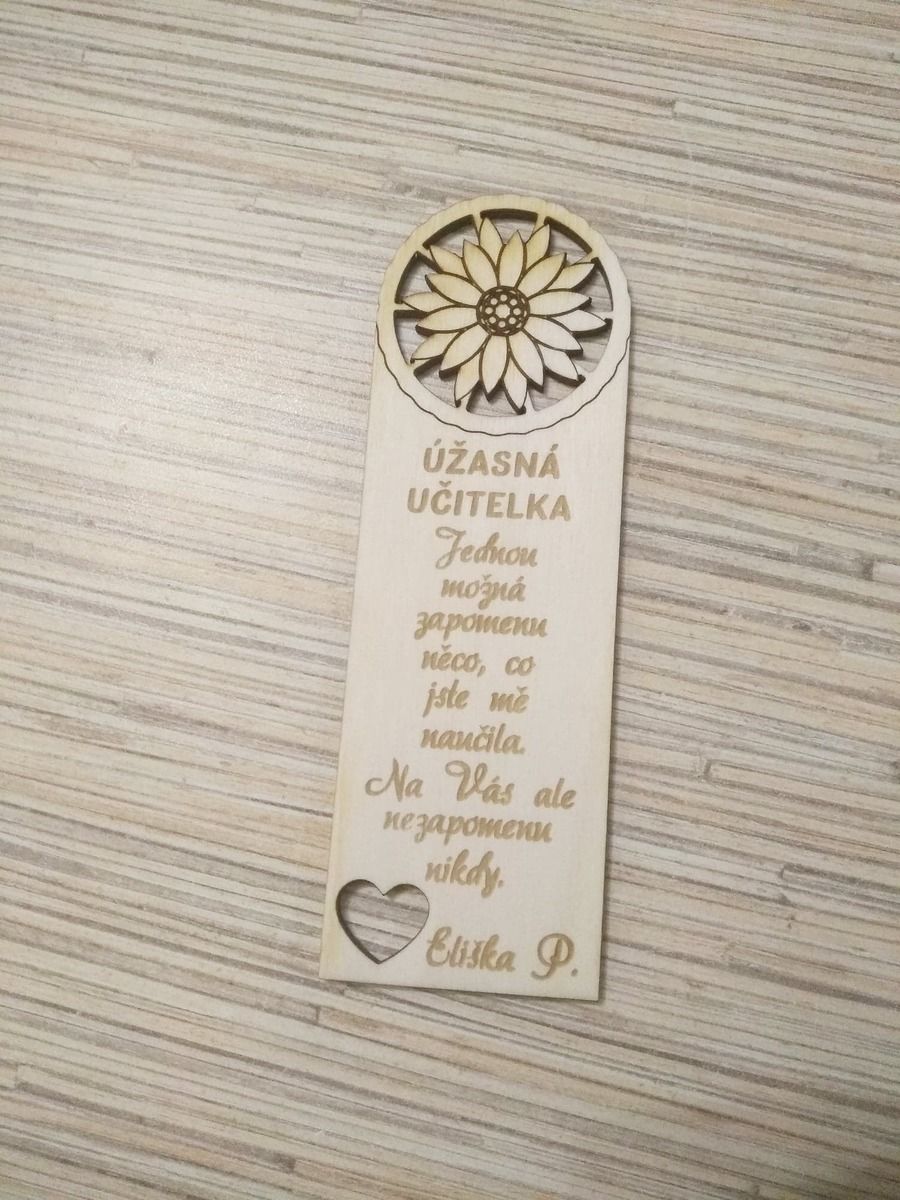 ÚŽASNÁ
UČITELKA
Jednou
možná
zapomenu
něco, co
jste mě
naučila.
Na Vás ale
nezapomenu
nikdy.
Eliška P.